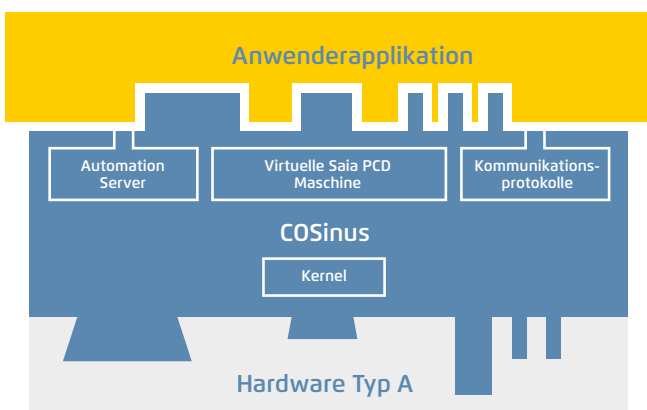 Anwenderapplikation
Automation
Server
Virtuelle Saia PCD
Maschine
Kommunikations-
protokolle
COSinus
Kernel
Hardware Typ A